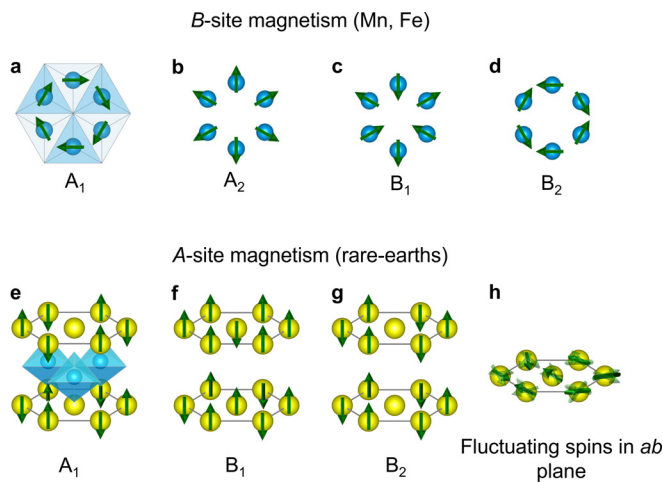 B-site magnetism (Mn, Fe)
a b c d
A₁ A₂ B₁ B₂
A-site magnetism (rare-earths)
e f g h
A₁ B₁ B₂
Fluctuating spins in ab
plane